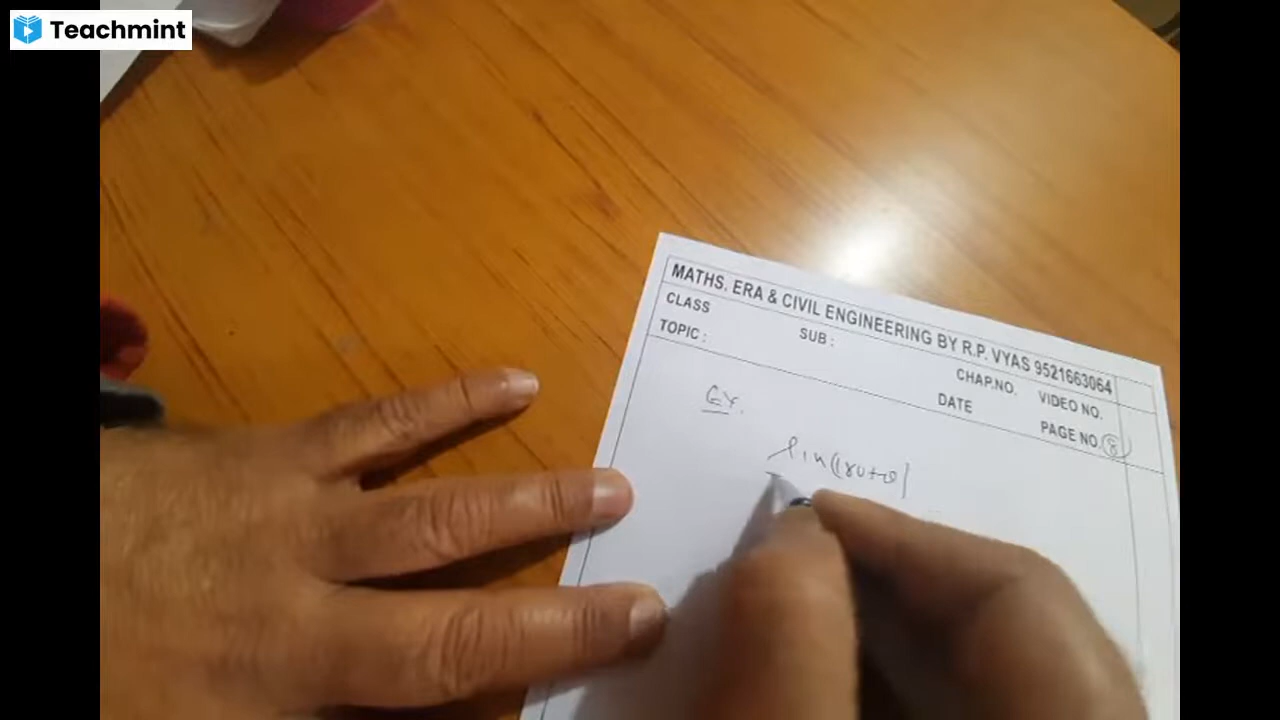 Teachmint
MATHS. ERA & CIVIL ENGINEERING BY R.P. VYAS 9521663064
CLASS
SUB :
CHAP.NO.
VIDEO NO.
TOPIC :
DATE
PAGE NO. 8
Ex.
sin(180+θ)